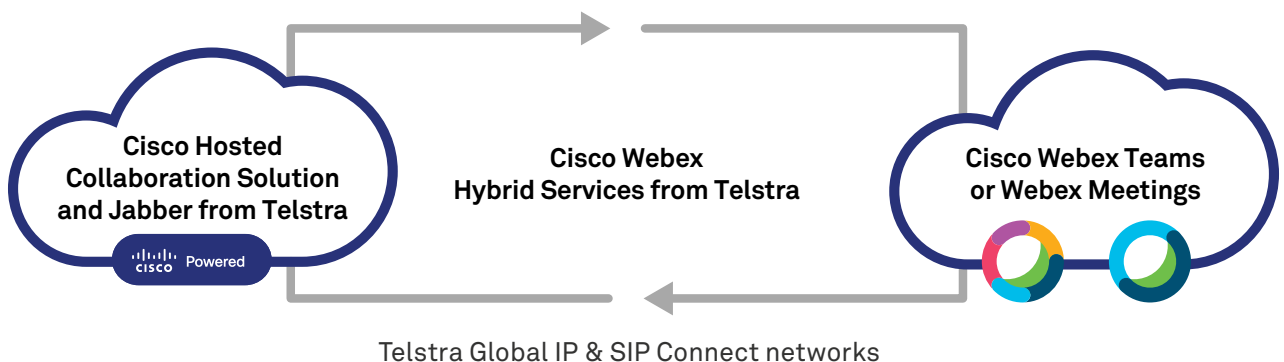 Cisco Hosted
Collaboration Solution
and Jabber from Telstra
CISCO Powered
Cisco Webex
Hybrid Services from Telstra
Cisco Webex Teams
or Webex Meetings
Telstra Global IP & SIP Connect networks